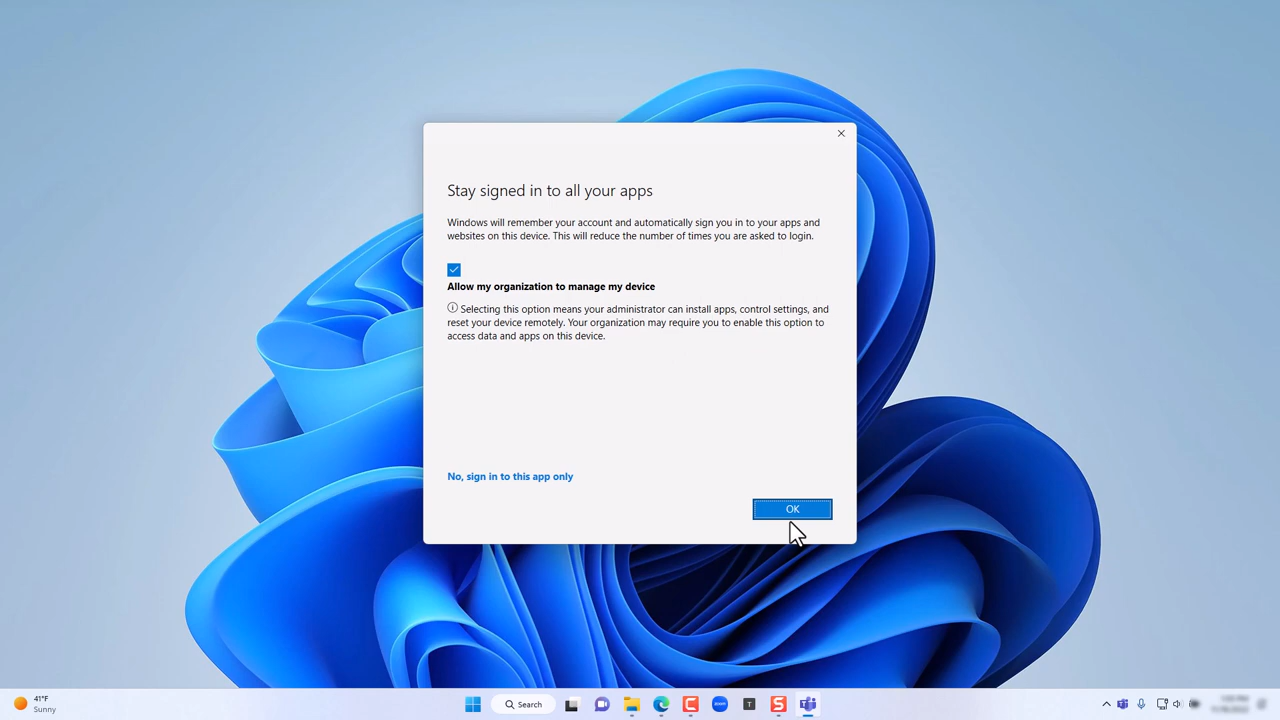 Stay signed in to all your apps
Windows will remember your account and automatically sign you in to your apps and
websites on this device. This will reduce the number of times you are asked to login.
Allow my organization to manage my device
Selecting this option means your administrator can install apps, control settings, and
reset your device remotely. Your organization may require you to enable this option to
access data and apps on this device.
No, sign in to this app only
OK
41°F
Sunny
Search
zoom
T